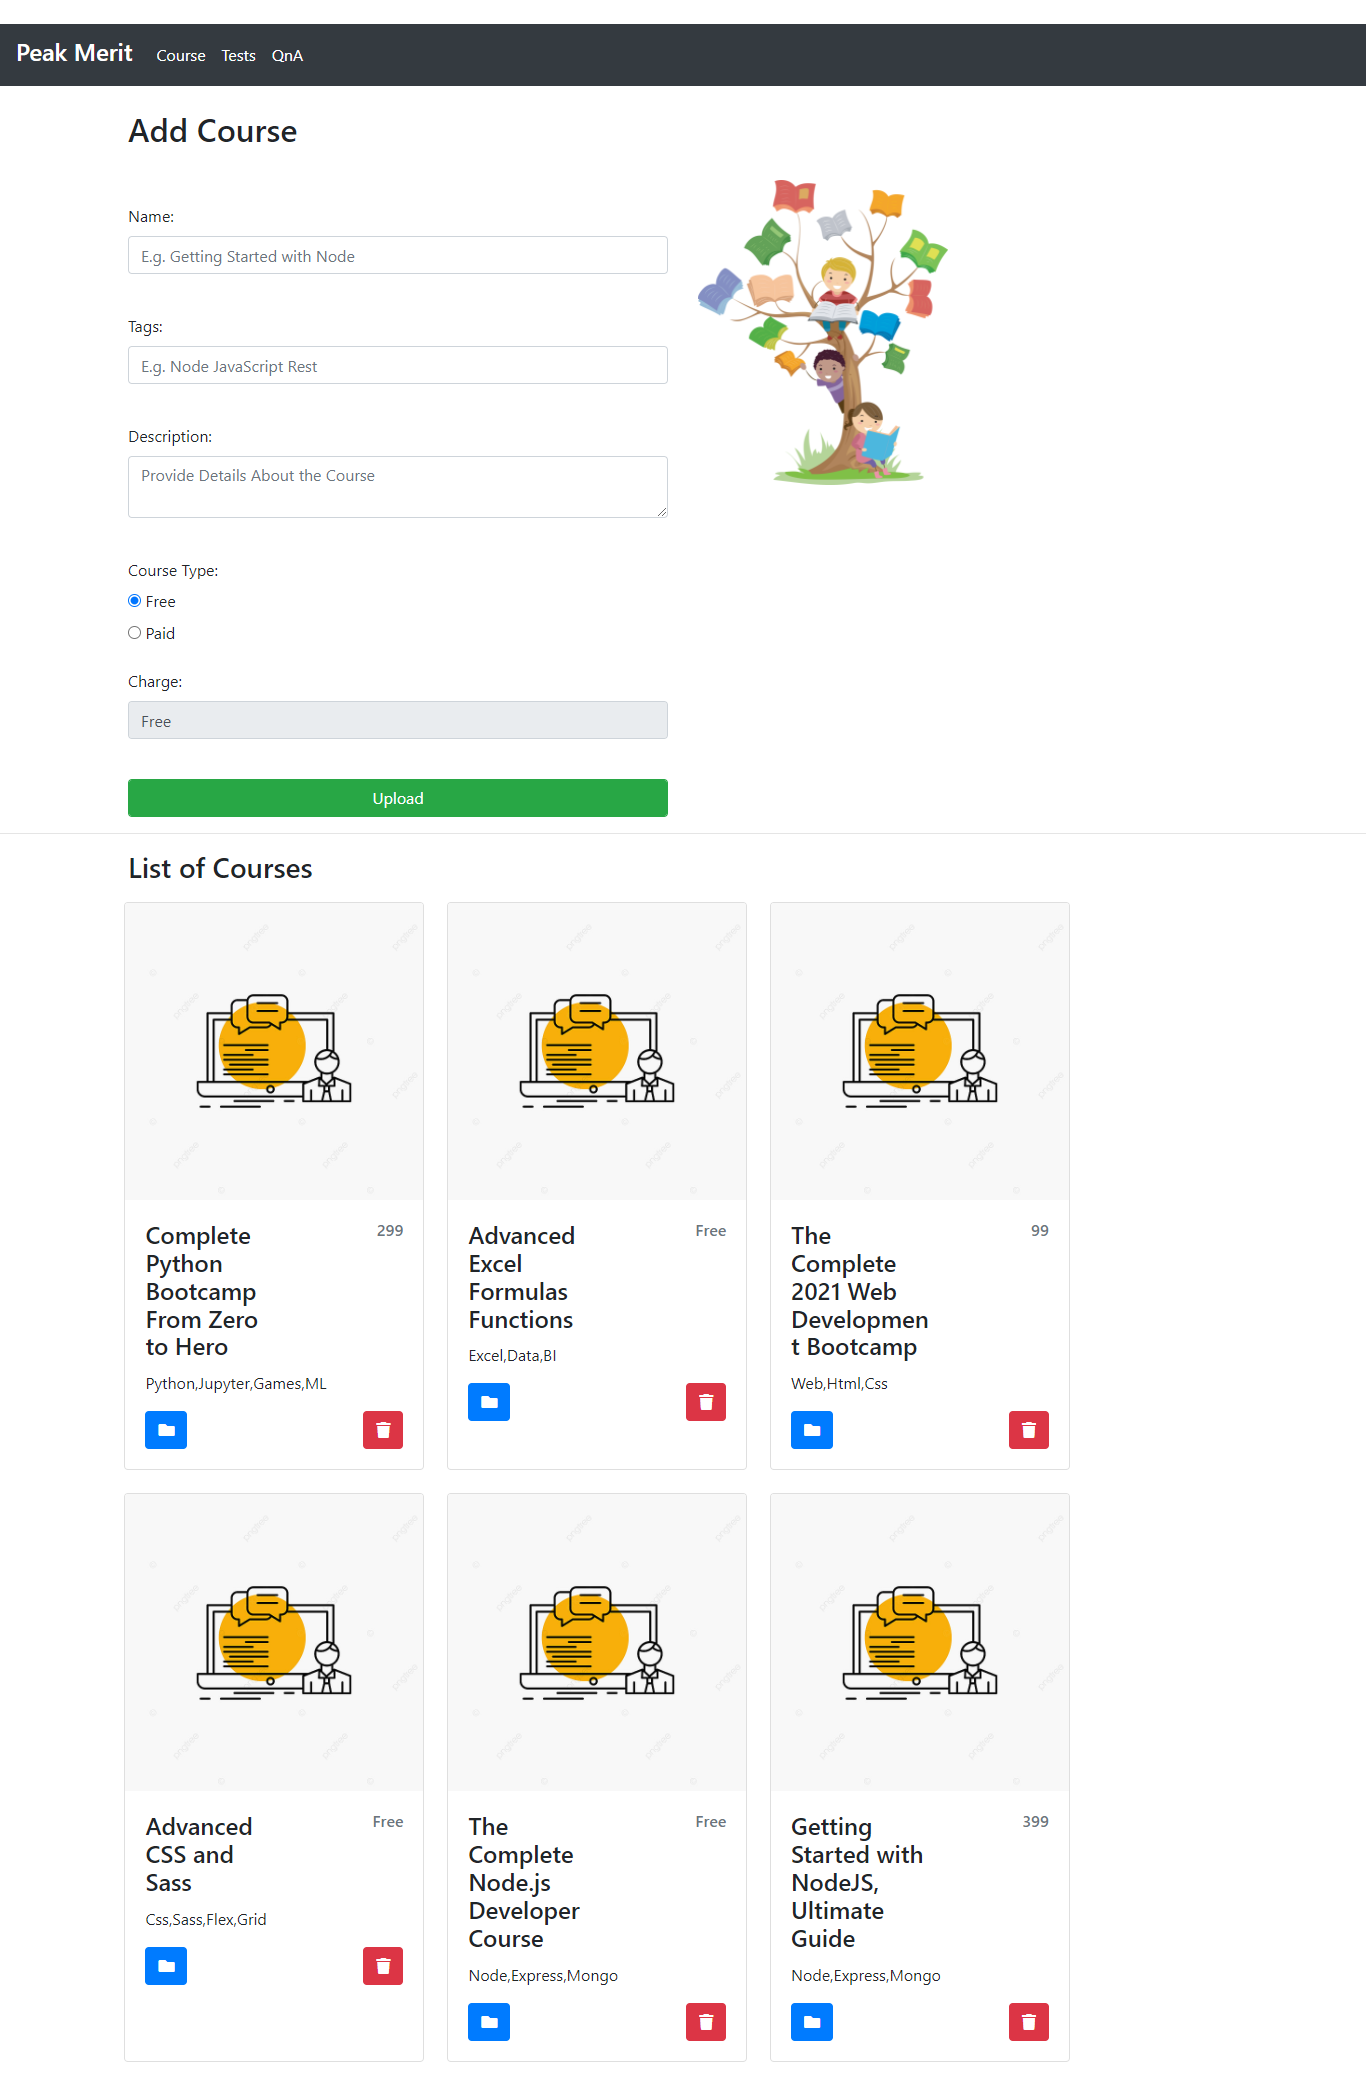 Peak Merit Course Tests QnA
Add Course
Name:
E.g. Getting Started with Node
Tags:
E.g. Node JavaScript Rest
Description:
Provide Details About the Course
Course Type:
Free
Paid
Charge:
Free
Upload
List of Courses
Complete
Python
Bootcamp
From Zero
to Hero
299
Python,Jupyter,Games,ML
Advanced
Excel
Formulas
Functions
Free
Excel,Data,BI
The
Complete
2021 Web
Developmen
t Bootcamp
99
Web,Html,Css
Advanced
CSS and
Sass
Free
Css,Sass,Flex,Grid
The
Complete
Node.js
Developer
Course
Free
Node,Express,Mongo
Getting
Started with
NodeJS,
Ultimate
Guide
399
Node,Express,Mongo